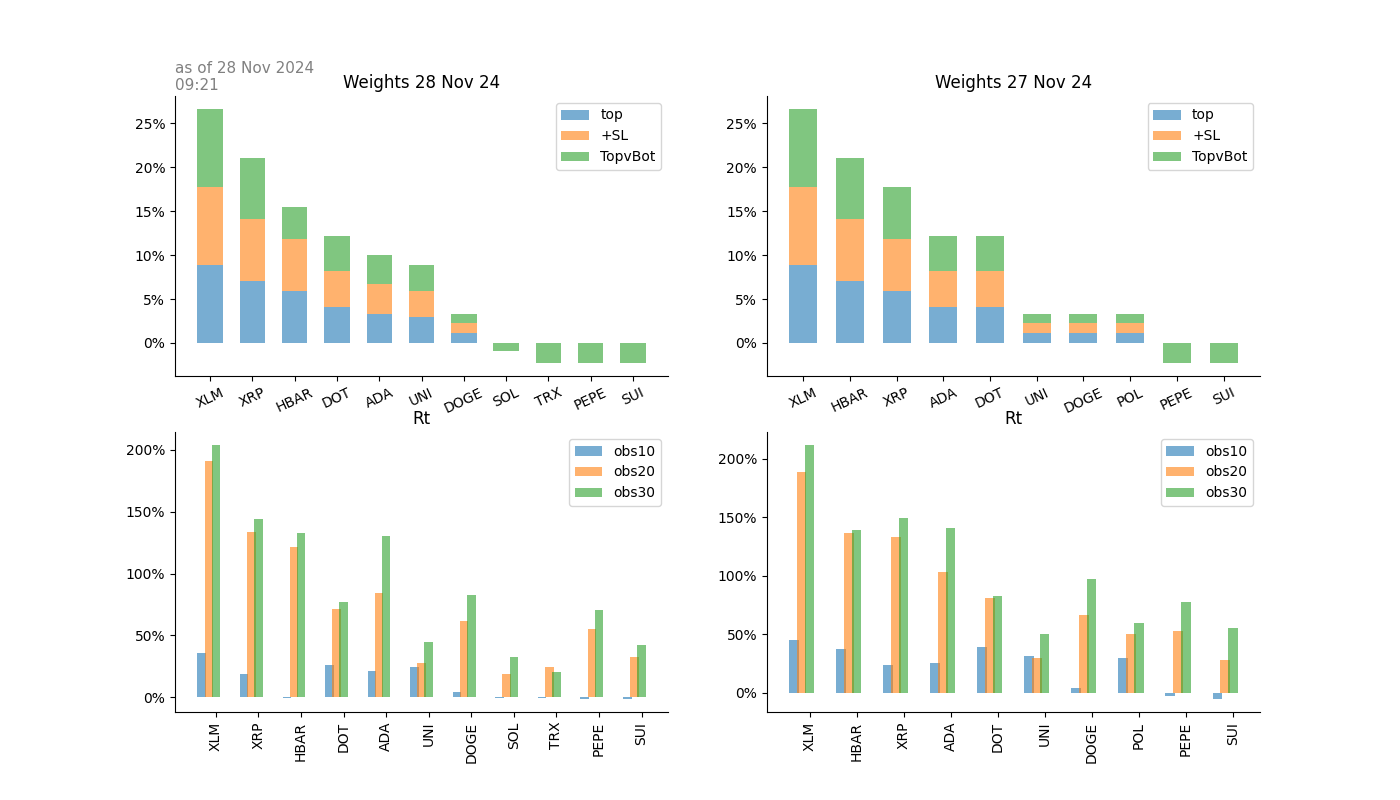 as of 28 Nov 2024
09:21
Weights 28 Nov 24
25%
20%
15%
10%
5%
0%
top
+SL
TopvBot
XLM XRP HBAR DOT ADA UNI DOGE SOL TRX PEPE SUI
Weights 27 Nov 24
25%
20%
15%
10%
5%
0%
top
+SL
TopvBot
XLM HBAR XRP ADA DOT UNI DOGE POL PEPE SUI
Rt
200%
150%
100%
50%
0%
obs10
obs20
obs30
XLM XRP HBAR DOT ADA UNI DOGE SOL TRX PEPE SUI
Rt
200%
150%
100%
50%
0%
obs10
obs20
obs30
XLM HBAR XRP ADA DOT UNI DOGE POL PEPE SUI